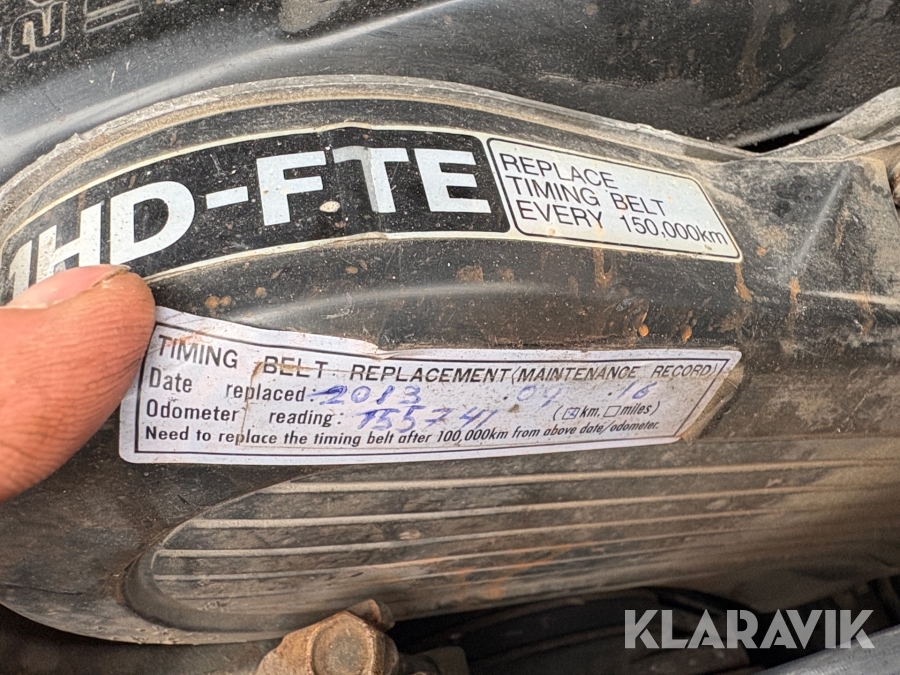 1HD-FTE
REPLACE
TIMING BELT
EVERY 150,000km
TIMING BELT REPLACEMENT (MAINTENANCE RECORD)
Date replaced: 2013 .04 .16
Odometer reading: 155741 (☑km. ☐miles)
Need to replace the timing belt after 100,000km from above date/odometer.
KLARAVIK